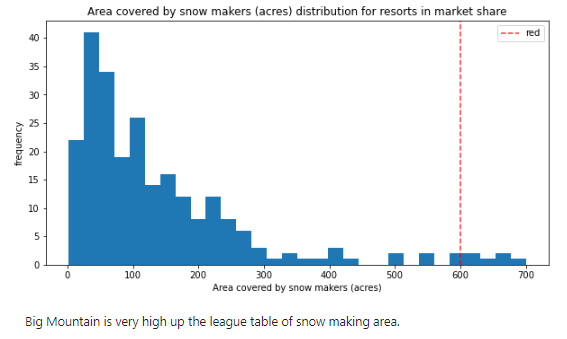 Area covered by snow makers (acres) distribution for resorts in market share
red
40
35
30
25
20
15
10
5
0
frequency
0 100 200 300 400 500 600 700
Area covered by snow makers (acres)
Big Mountain is very high up the league table of snow making area.